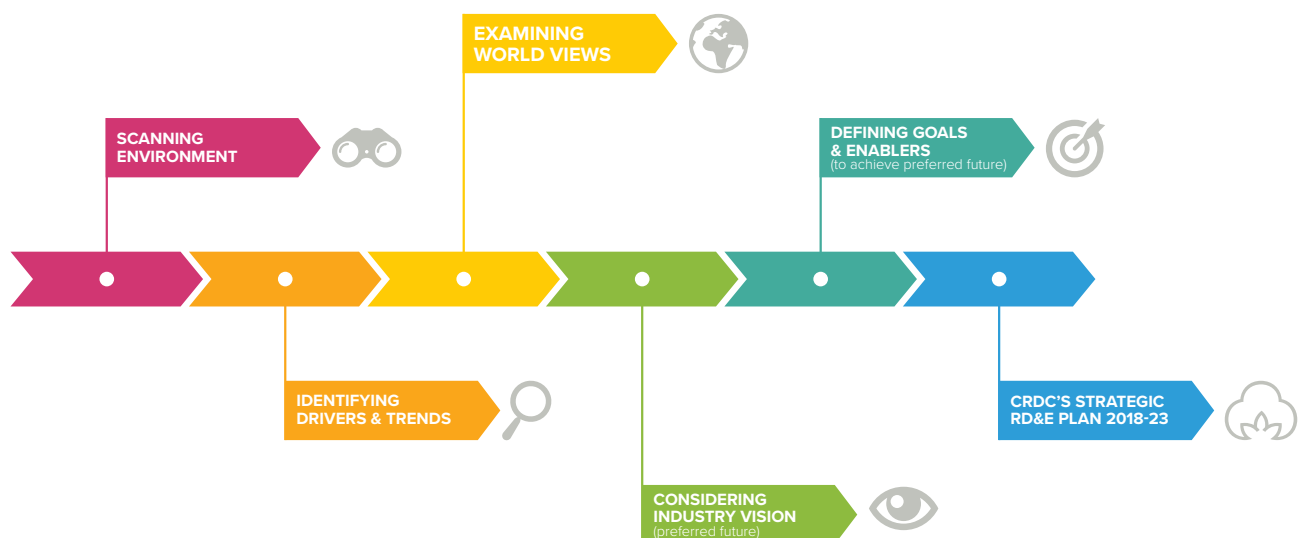 SCANNING
ENVIRONMENT
IDENTIFYING
DRIVERS & TRENDS
EXAMINING
WORLD VIEWS
CONSIDERING
INDUSTRY VISION
(preferred future)
DEFINING GOALS
& ENABLERS
(to achieve preferred future)
CRDC’S STRATEGIC
RD&E PLAN 2018-23